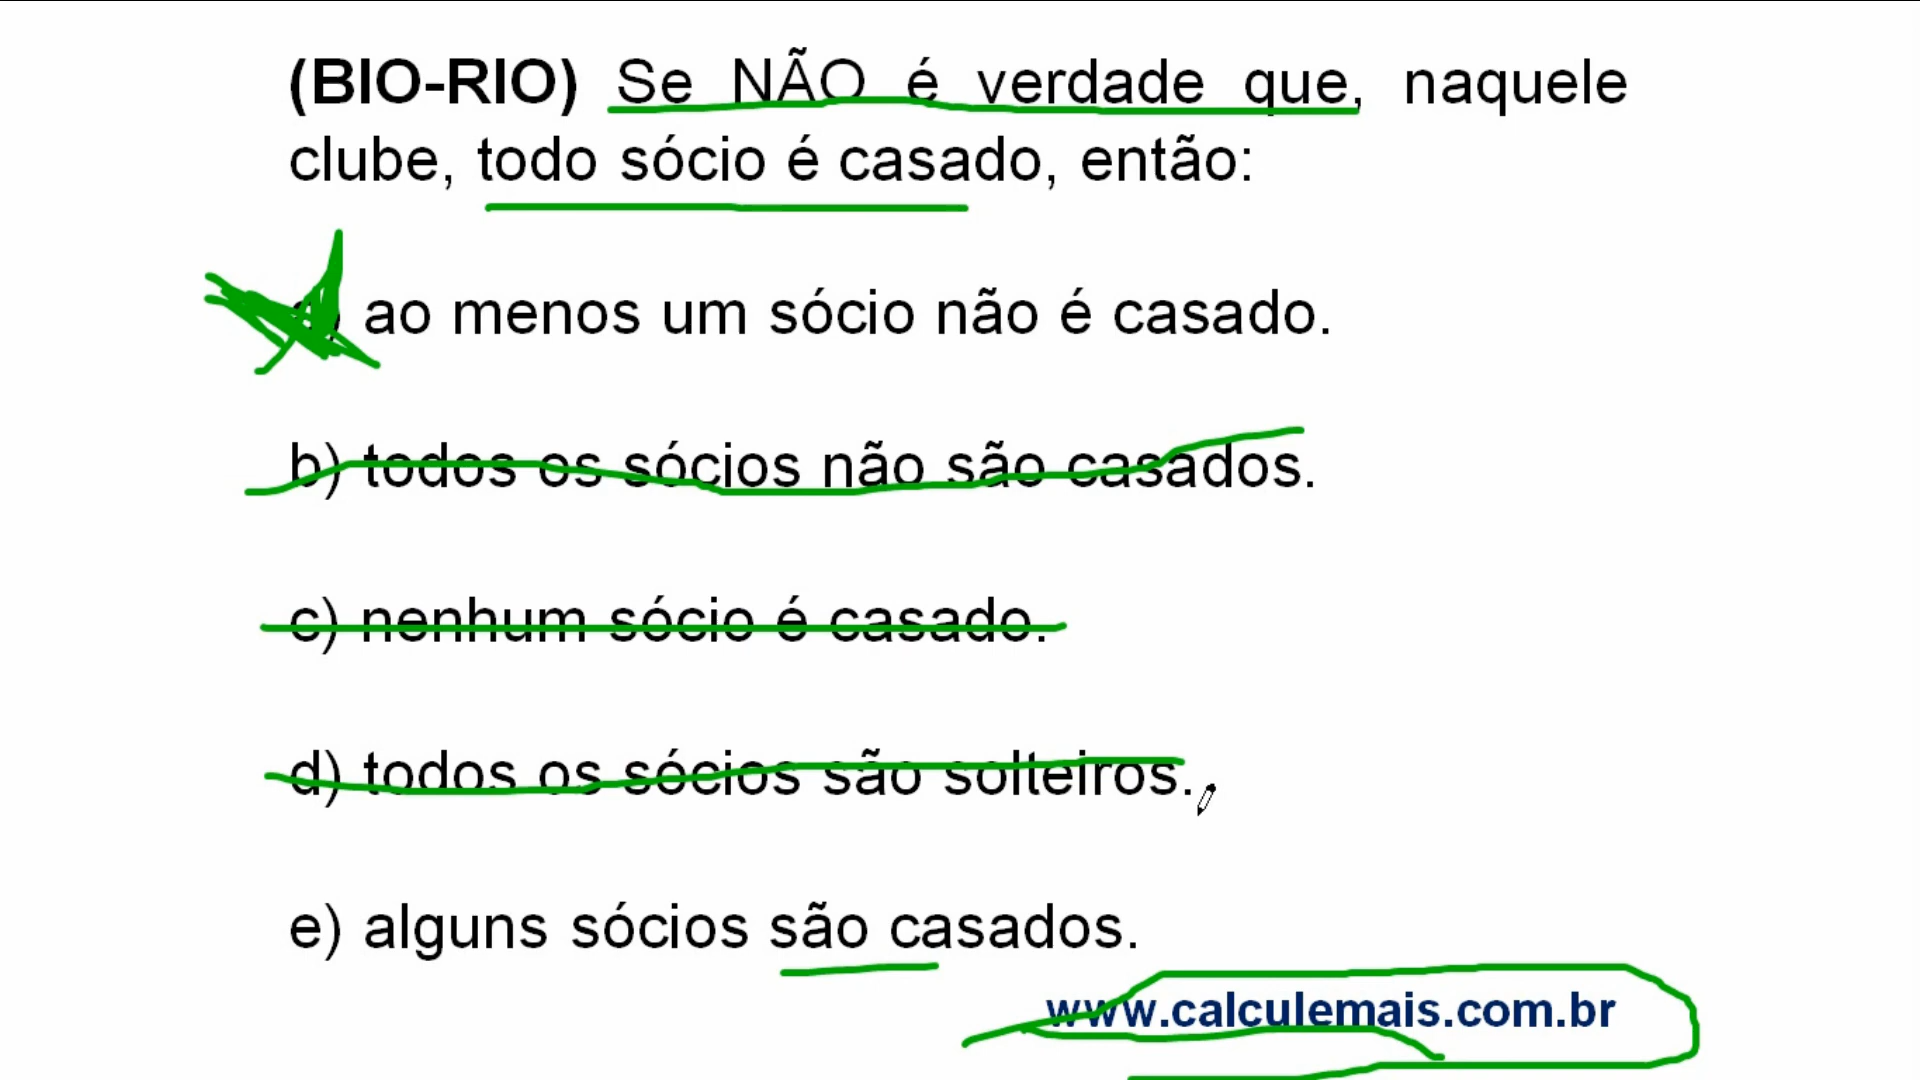 (BIO-RIO) Se NÃO é verdade que, naquele
clube, todo sócio é casado, então:
a) ao menos um sócio não é casado.
b) todos os sócios não são casados.
c) nenhum sócio é casado.
d) todos os sócios são solteiros.
e) alguns sócios são casados.
www.calculemais.com.br